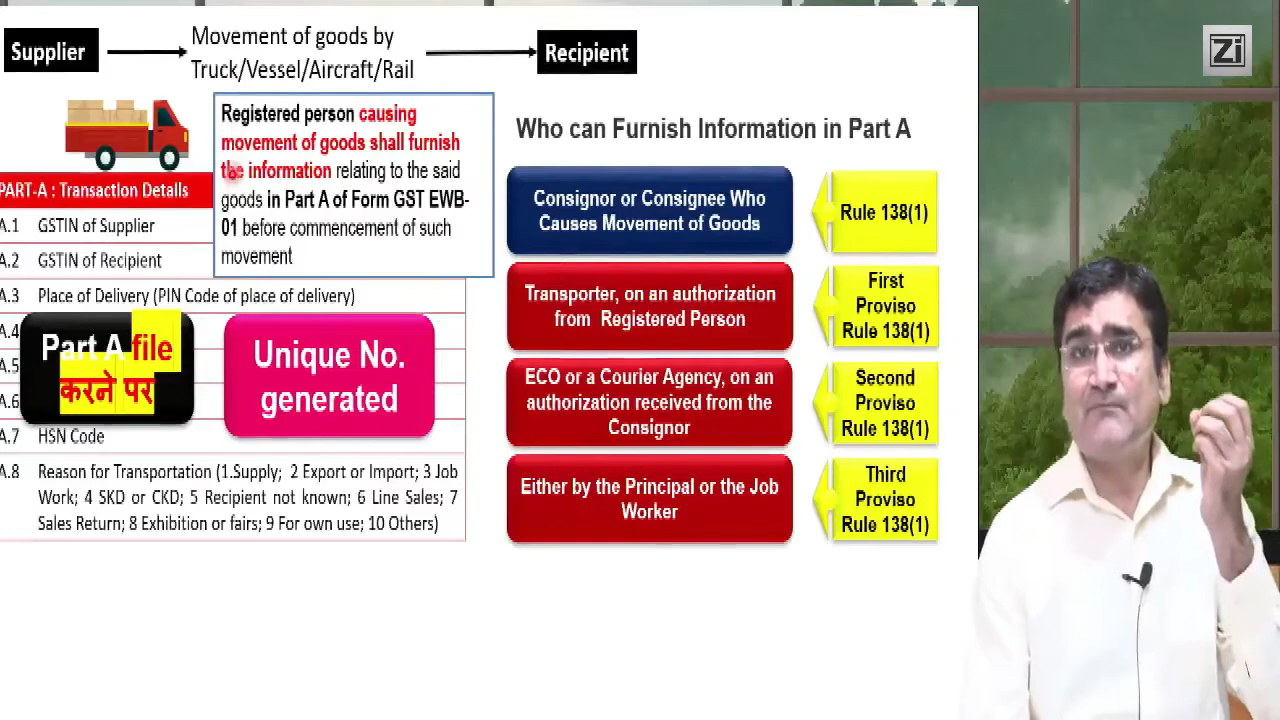 Supplier
Movement of goods by
Truck/Vessel/Aircraft/Rail
Recipient
Zi
Registered person causing
movement of goods shall furnish
the information relating to the said
goods in Part A of Form GST EWB-
01 before commencement of such
movement
PART-A : Transaction Details
A.1 GSTIN of Supplier
A.2 GSTIN of Recipient
A.3 Place of Delivery (PIN Code of place of delivery)
A.4
A.5
A.6
Part A file
करने पर
Unique No.
generated
A.7 HSN Code
A.8 Reason for Transportation (1.Supply; 2 Export or Import; 3 Job
Work; 4 SKD or CKD; 5 Recipient not known; 6 Line Sales; 7
Sales Return; 8 Exhibition or fairs; 9 For own use; 10 Others)
Who can Furnish Information in Part A
Consignor or Consignee Who
Causes Movement of Goods
Rule 138(1)
Transporter, on an authorization
from Registered Person
First
Proviso
Rule 138(1)
ECO or a Courier Agency, on an
authorization received from the
Consignor
Second
Proviso
Rule 138(1)
Either by the Principal or the Job
Worker
Third
Proviso
Rule 138(1)